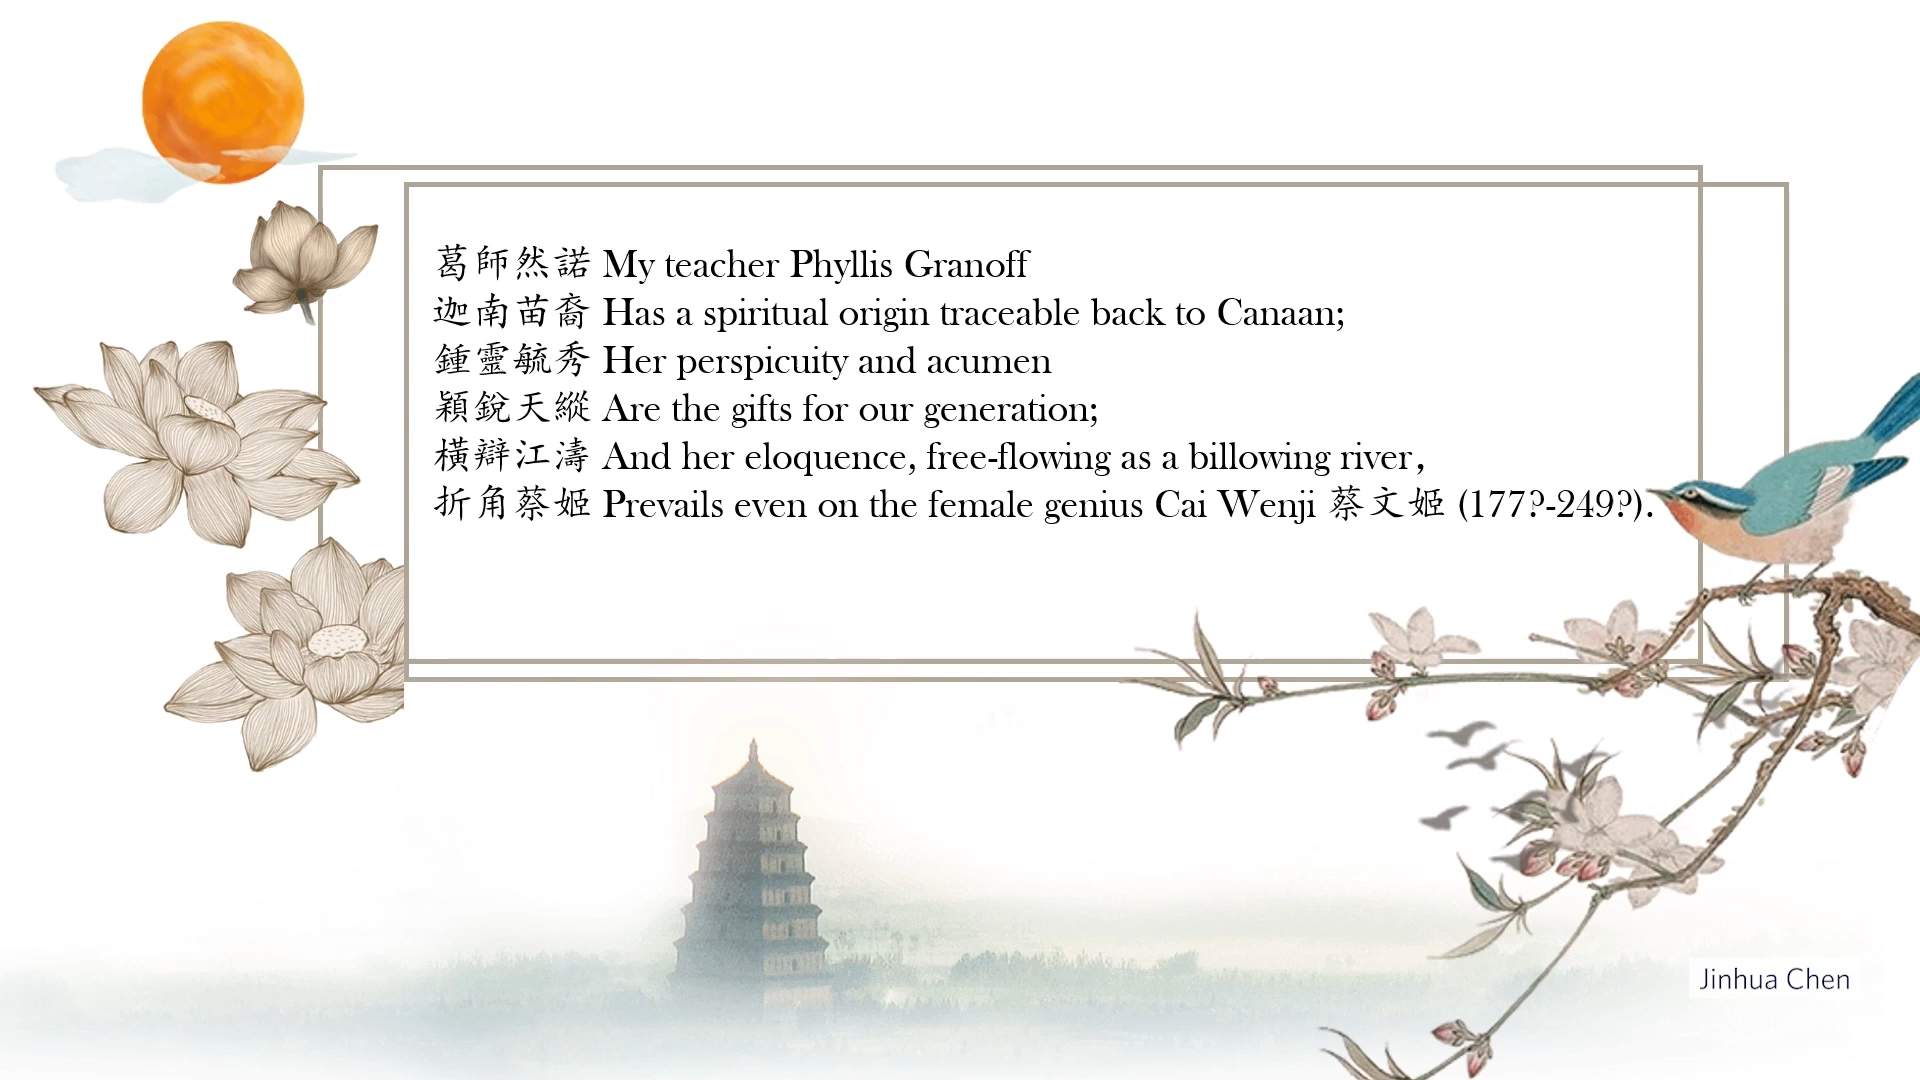 葛師然諾 My teacher Phyllis Granoff
迦南苗裔 Has a spiritual origin traceable back to Canaan;
鍾靈毓秀 Her perspicuity and acumen
穎銳天縱 Are the gifts for our generation;
橫辯江濤 And her eloquence, free-flowing as a billowing river,
折角蔡姬 Prevails even on the female genius Cai Wenji 蔡文姬 (177?-249?).
Jinhua Chen